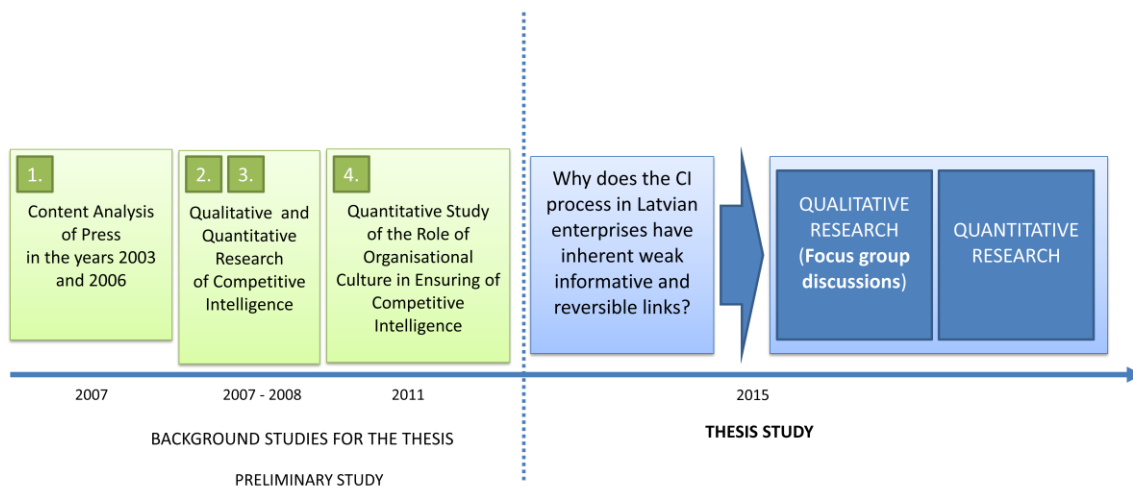 1.
Content Analysis
of Press
in the years 2003
and 2006
2. 3.
Qualitative and
Quantitative
Research
of Competitive
Intelligence
4.
Quantitative Study
of the Role of
Organisational
Culture in Ensuring of
Competitive
Intelligence
Why does the CI
process in Latvian
enterprises have
inherent weak
informative and
reversible links?
QUALITATIVE
RESEARCH
(Focus group
discussions)
QUANTITATIVE
RESEARCH
2007
2007 - 2008
2011
2015
BACKGROUND STUDIES FOR THE THESIS
PRELIMINARY STUDY
THESIS STUDY